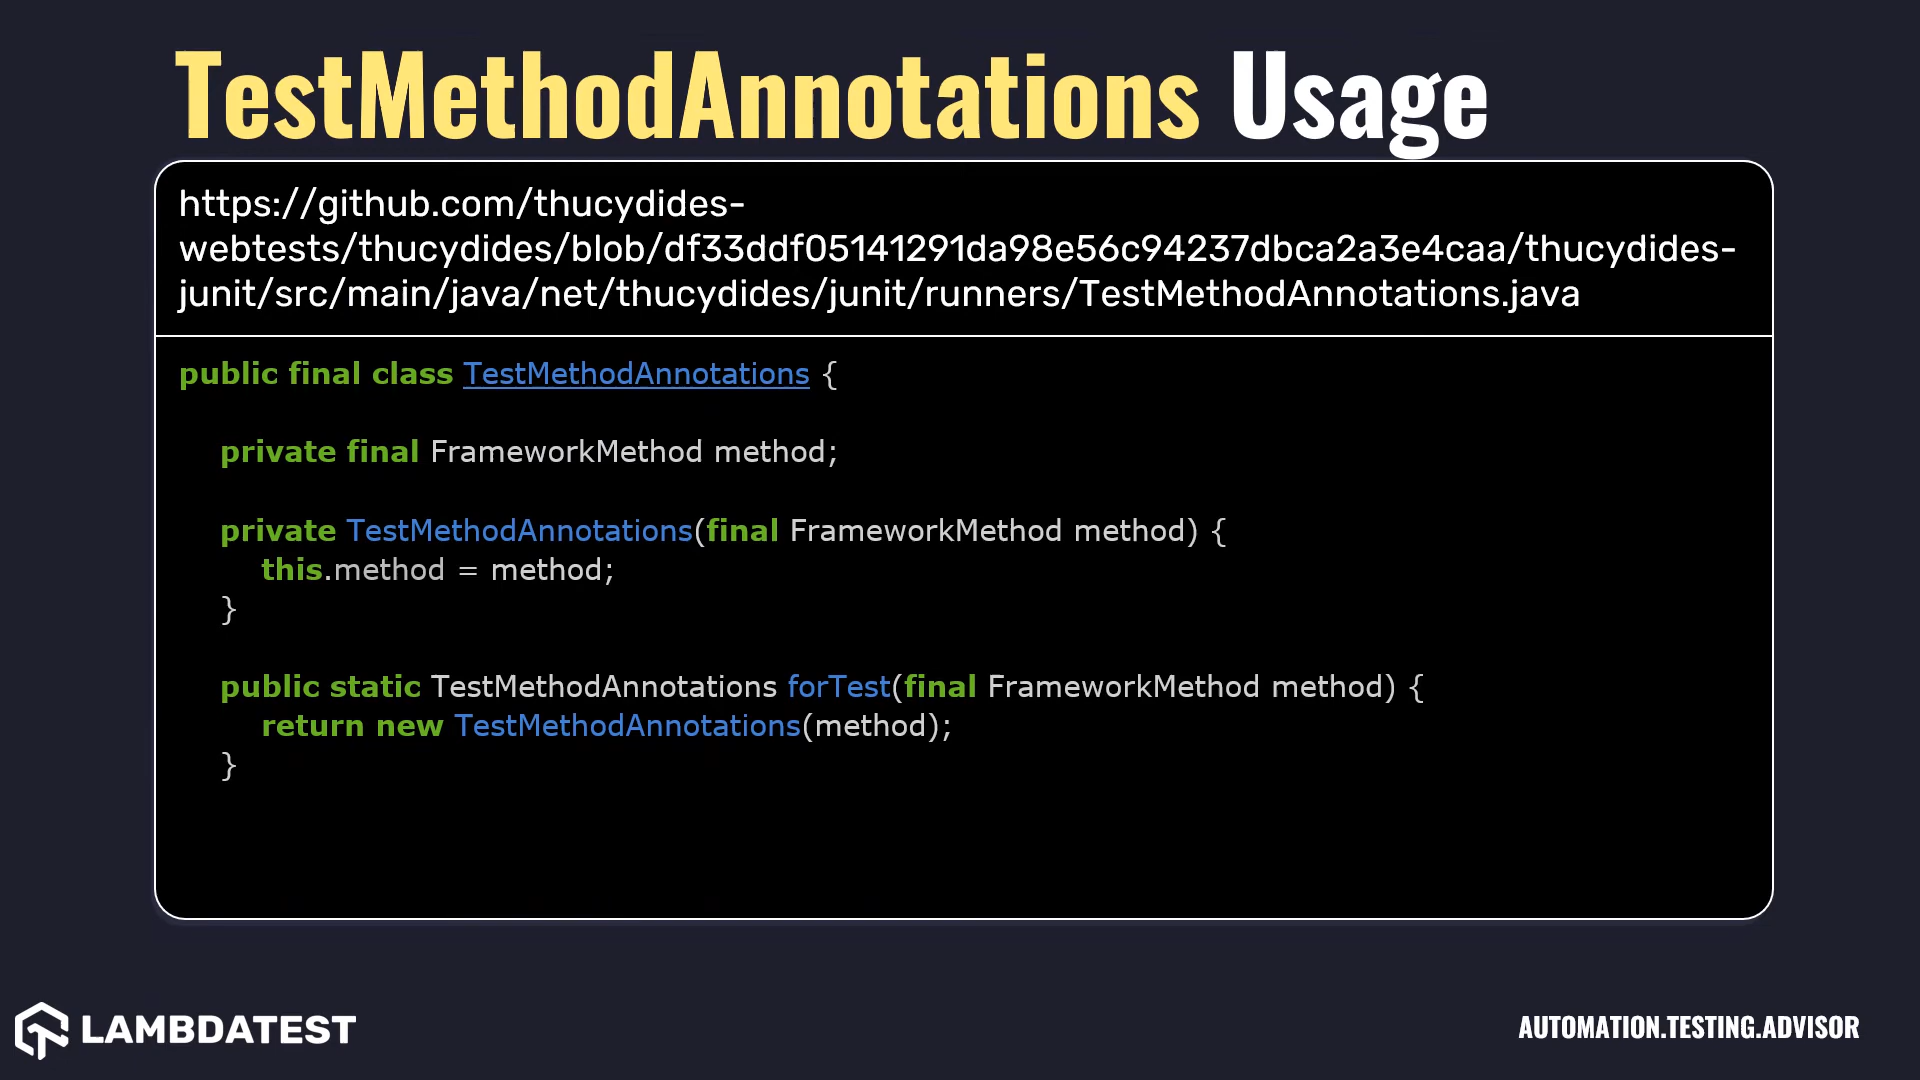 TestMethodAnnotations Usage
https://github.com/thucydides-
webtests/thucydides/blob/df33ddf05141291da98e56c94237dbca2a3e4caa/thucydides-
junit/src/main/java/net/thucydides/junit/runners/TestMethodAnnotations.java
public final class TestMethodAnnotations {
private final FrameworkMethod method;
private TestMethodAnnotations(final FrameworkMethod method) {
this.method = method;
}
public static TestMethodAnnotations forTest(final FrameworkMethod method) {
return new TestMethodAnnotations(method);
}
LAMBDATEST
AUTOMATION.TESTING.ADVISOR